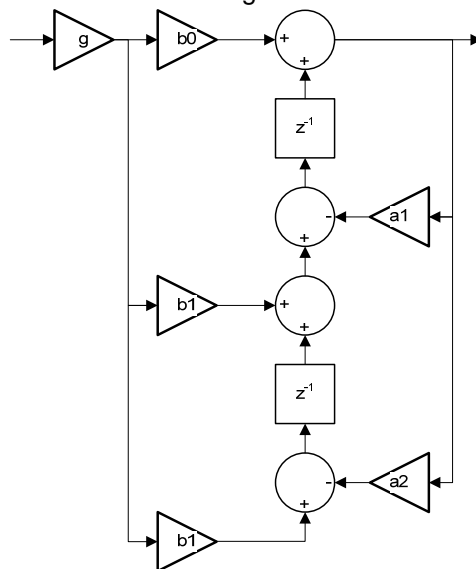 g b0 + +
z-1
- a1
+
b1 + +
z-1
- a2
+
b1